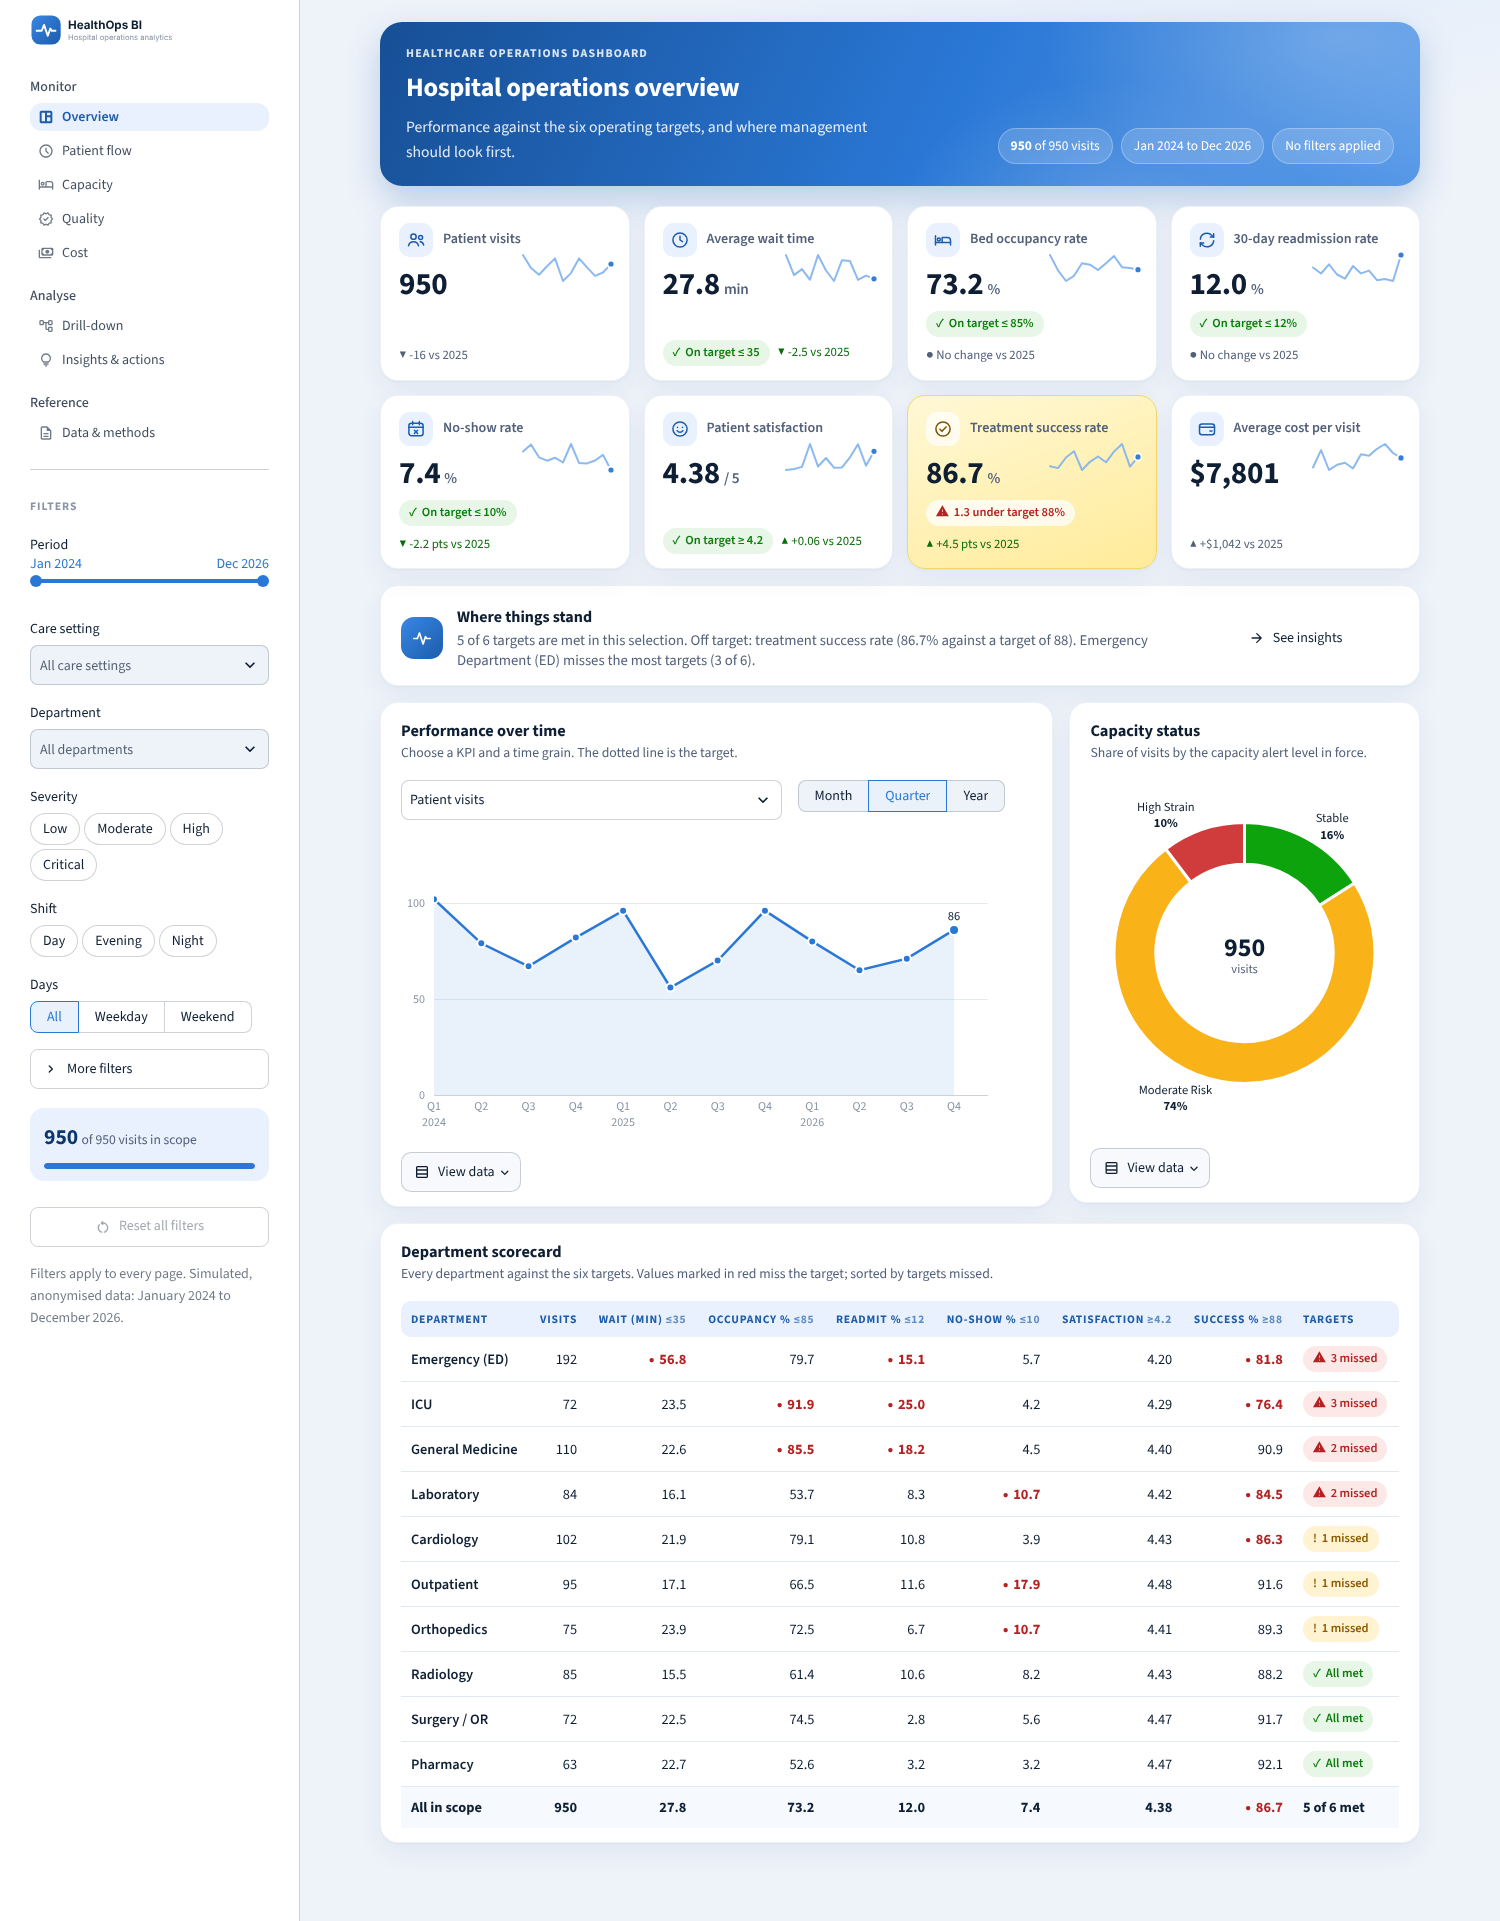 HealthOps BI
Hospital operations analytics
Monitor
Overview
Patient flow
Capacity
Quality
Cost
Analyse
Drill-down
Insights & actions
Reference
Data & methods
FILTERS
Period
Jan 2024 Dec 2026
Care setting
All care settings
Department
All departments
Severity
Low Moderate High
Critical
Shift
Day Evening Night
Days
All Weekday Weekend
More filters
950 of 950 visits in scope
Reset all filters
Filters apply to every page. Simulated,
anonymised data: January 2024 to
December 2026.
HEALTHCARE OPERATIONS DASHBOARD
Hospital operations overview
Performance against the six operating targets, and where management
should look first.
950 of 950 visits Jan 2024 to Dec 2026 No filters applied
Patient visits
950
▼ -16 vs 2025
Average wait time
27.8 min
✓ On target ≤ 35 ▼ -2.5 vs 2025
Bed occupancy rate
73.2 %
✓ On target ≤ 85%
● No change vs 2025
30-day readmission rate
12.0 %
✓ On target ≤ 12%
● No change vs 2025
No-show rate
7.4 %
✓ On target ≤ 10%
▼ -2.2 pts vs 2025
Patient satisfaction
4.38 / 5
✓ On target ≥ 4.2 ▲ +0.06 vs 2025
Treatment success rate
86.7 %
▲ 1.3 under target 88%
▲ +4.5 pts vs 2025
Average cost per visit
$7,801
▲ +$1,042 vs 2025
Where things stand
5 of 6 targets are met in this selection. Off target: treatment success rate (86.7% against a target of 88). Emergency
Department (ED) misses the most targets (3 of 6).
See insights
Performance over time
Choose a KPI and a time grain. The dotted line is the target.
Patient visits
Month Quarter Year
100
50
0
86
Q1 Q2 Q3 Q4 Q1 Q2 Q3 Q4 Q1 Q2 Q3 Q4
2024 2025 2026
View data
Capacity status
Share of visits by the capacity alert level in force.
High Strain
10%
Stable
16%
950
visits
Moderate Risk
74%
View data
Department scorecard
Every department against the six targets. Values marked in red miss the target; sorted by targets missed.
DEPARTMENT VISITS WAIT (MIN) ≤35 OCCUPANCY % ≤85 READMIT % ≤12 NO-SHOW % ≤10 SATISFACTION ≥4.2 SUCCESS % ≥88 TARGETS
Emergency (ED) 192 • 56.8 79.7 • 15.1 5.7 4.20 • 81.8 3 missed
ICU 72 23.5 • 91.9 • 25.0 4.2 4.29 • 76.4 3 missed
General Medicine 110 22.6 • 85.5 • 18.2 4.5 4.40 90.9 2 missed
Laboratory 84 16.1 53.7 8.3 • 10.7 4.42 • 84.5 2 missed
Cardiology 102 21.9 79.1 10.8 3.9 4.43 • 86.3 ! 1 missed
Outpatient 95 17.1 66.5 11.6 • 17.9 4.48 91.6 ! 1 missed
Orthopedics 75 23.9 72.5 6.7 • 10.7 4.41 89.3 ! 1 missed
Radiology 85 15.5 61.4 10.6 8.2 4.43 88.2 ✓ All met
Surgery / OR 72 22.5 74.5 2.8 5.6 4.47 91.7 ✓ All met
Pharmacy 63 22.7 52.6 3.2 3.2 4.47 92.1 ✓ All met
All in scope 950 27.8 73.2 12.0 7.4 4.38 • 86.7 5 of 6 met